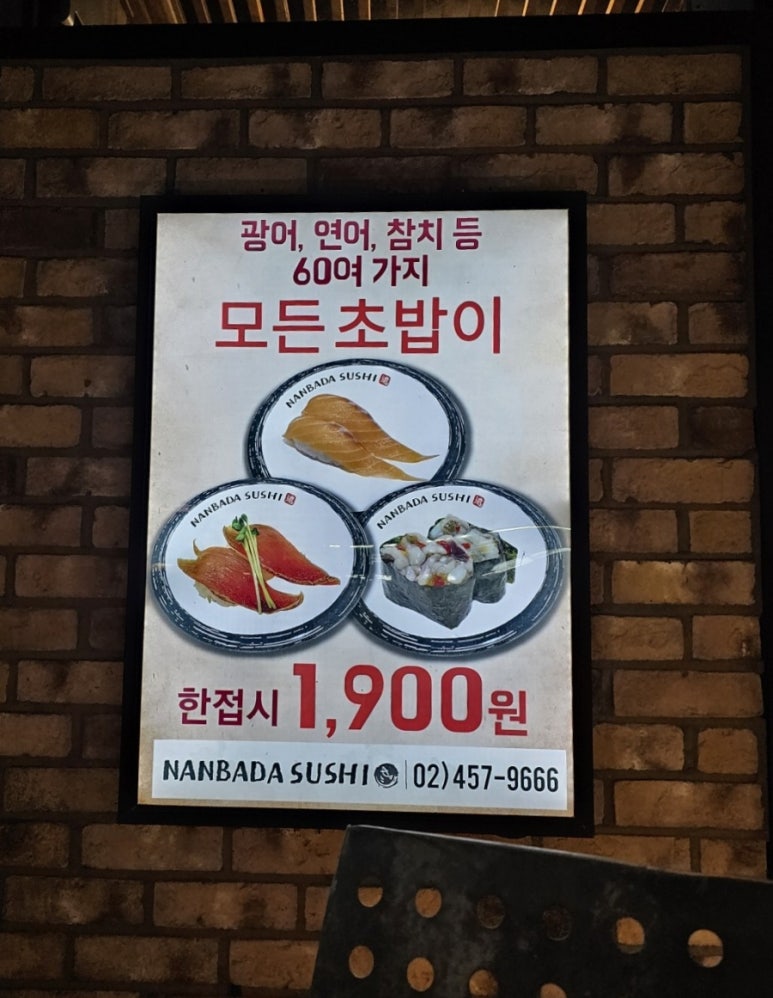 광어, 연어, 참치 등
60여 가지
모든 초밥이
NANBADA SUSHI
NANBADA SUSHI
NANBADA SUSHI
한접시 1,900원
NANBADA SUSHI 02)457-9666